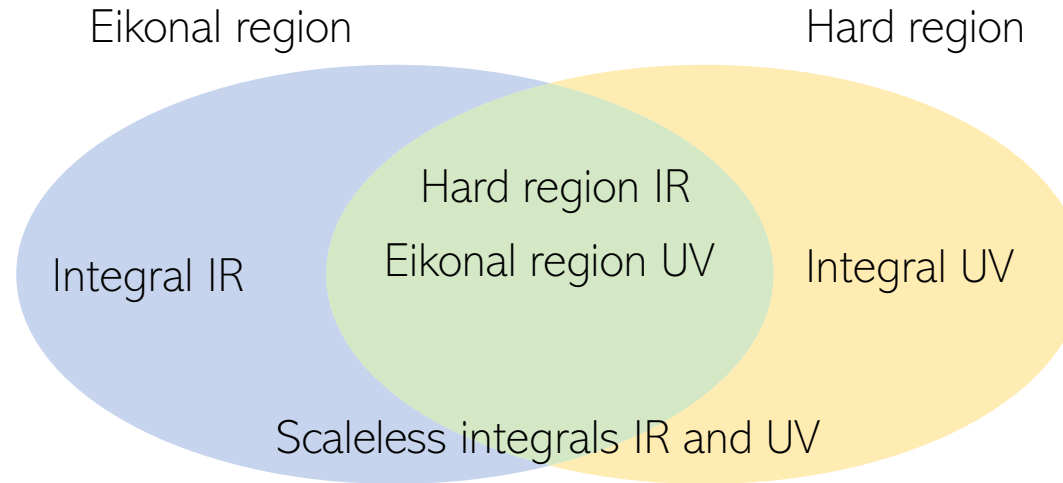 Eikonal region
Hard region
Hard region IR
Eikonal region UV
Integral IR
Integral UV
Scaleless integrals IR and UV